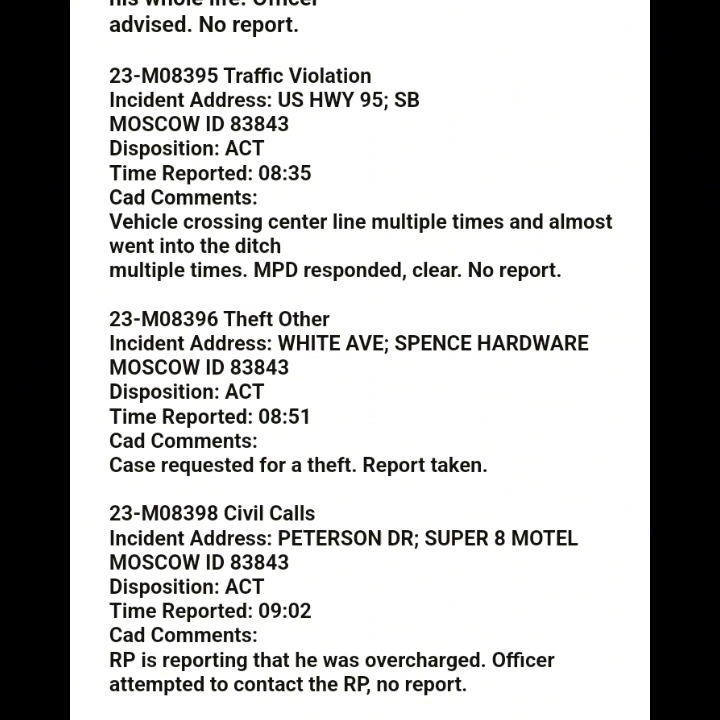 his whole life. Officer
advised. No report.
23-M08395 Traffic Violation
Incident Address: US HWY 95; SB
MOSCOW ID 83843
Disposition: ACT
Time Reported: 08:35
Cad Comments:
Vehicle crossing center line multiple times and almost
went into the ditch
multiple times. MPD responded, clear. No report.
23-M08396 Theft Other
Incident Address: WHITE AVE; SPENCE HARDWARE
MOSCOW ID 83843
Disposition: ACT
Time Reported: 08:51
Cad Comments:
Case requested for a theft. Report taken.
23-M08398 Civil Calls
Incident Address: PETERSON DR; SUPER 8 MOTEL
MOSCOW ID 83843
Disposition: ACT
Time Reported: 09:02
Cad Comments:
RP is reporting that he was overcharged. Officer
attempted to contact the RP, no report.